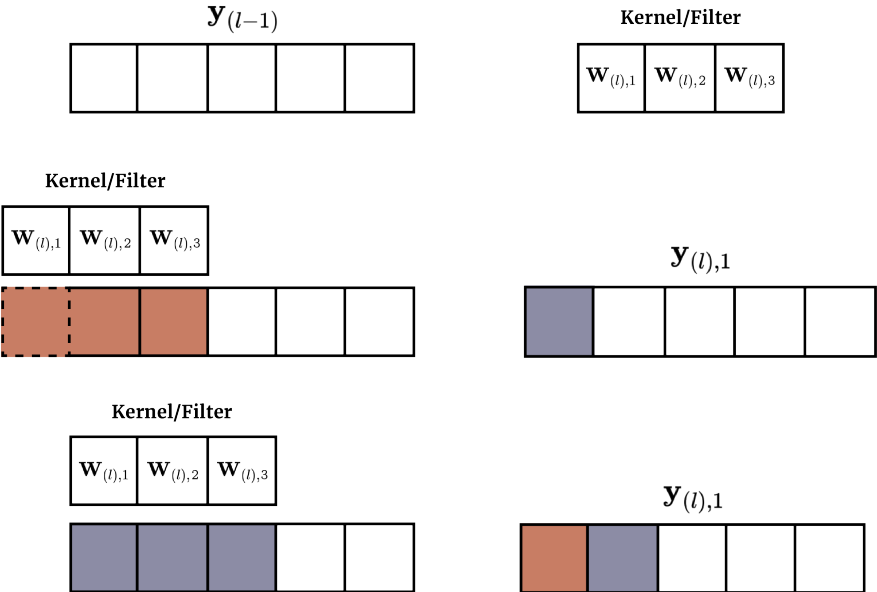 y(l−1)
Kernel/Filter
W(l),1 W(l),2 W(l),3
Kernel/Filter
W(l),1 W(l),2 W(l),3
y(l),1
Kernel/Filter
W(l),1 W(l),2 W(l),3
y(l),1